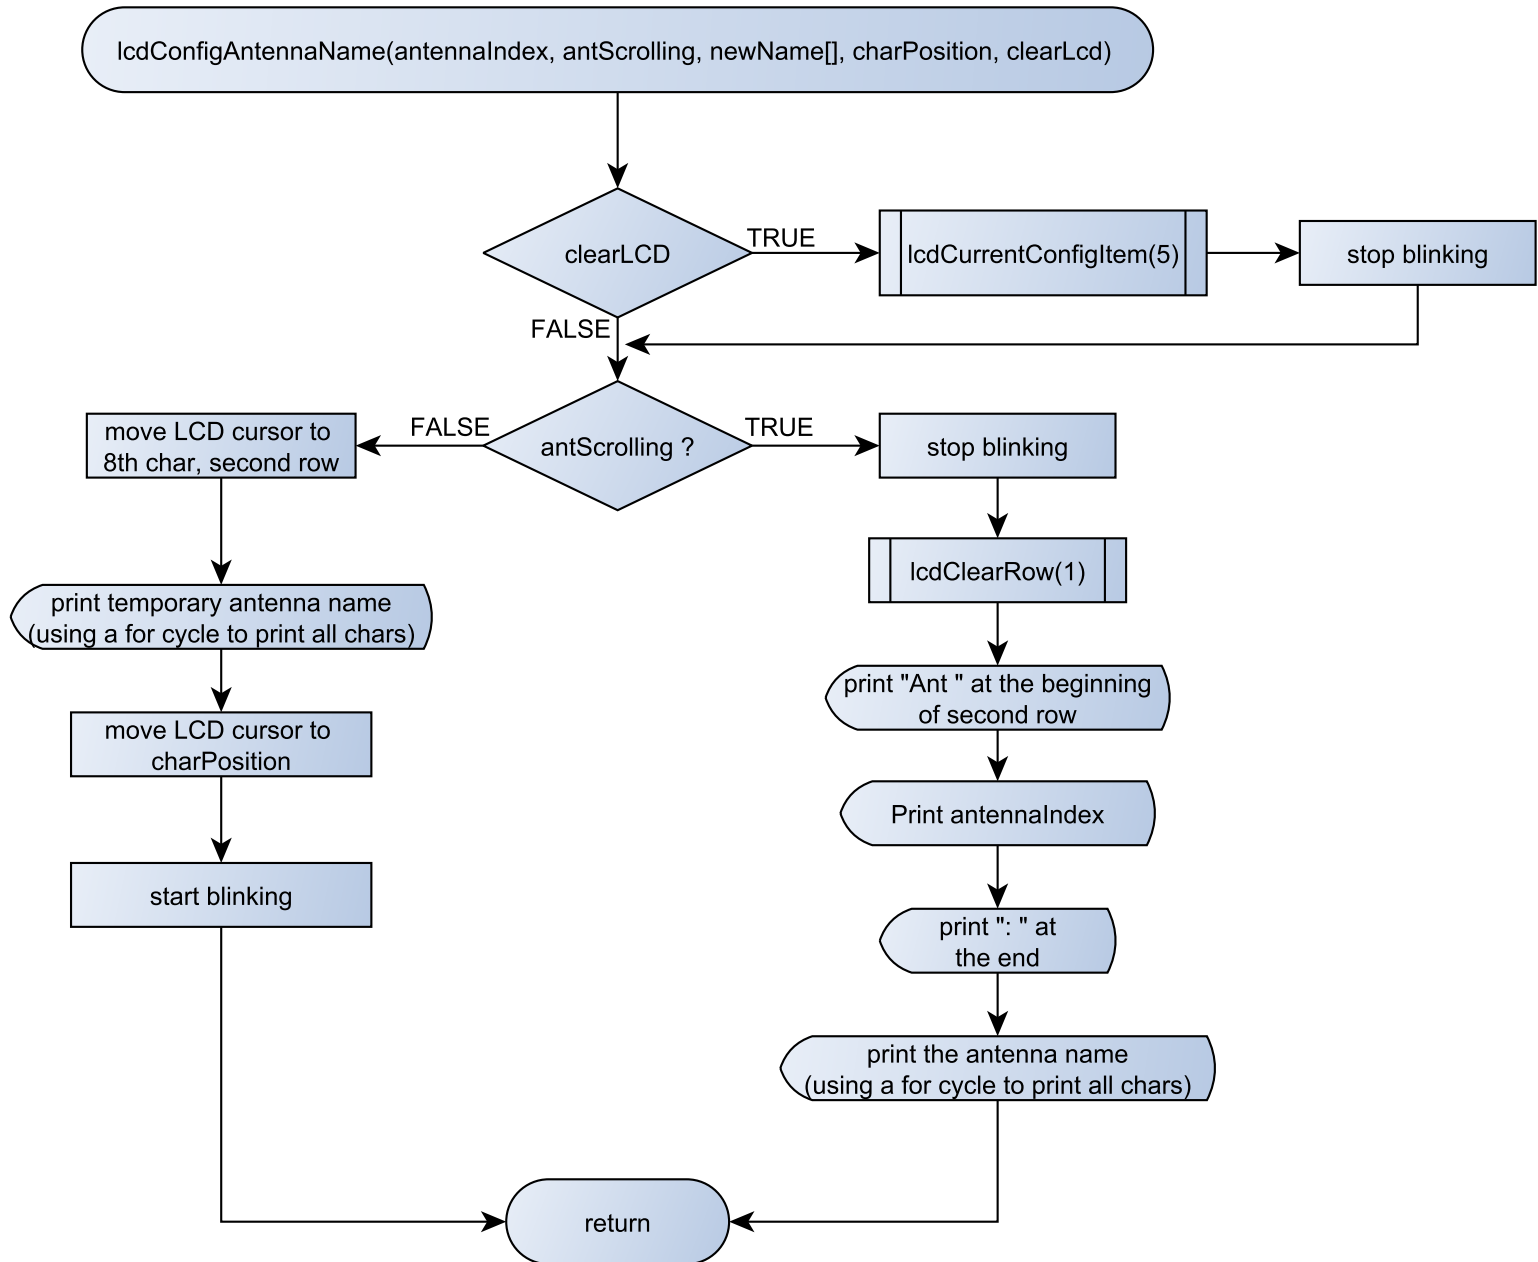 lcdConfigAntennaName(antennaIndex, antScrolling, newName[], charPosition, clearLcd)
clearLCD
TRUE
lcdCurrentConfigItem(5)
stop blinking
FALSE
antScrolling ?
FALSE
TRUE
move LCD cursor to
8th char, second row
print temporary antenna name
(using a for cycle to print all chars)
move LCD cursor to
charPosition
start blinking
stop blinking
lcdClearRow(1)
print "Ant " at the beginning
of second row
Print antennaIndex
print ": " at
the end
print the antenna name
(using a for cycle to print all chars)
return